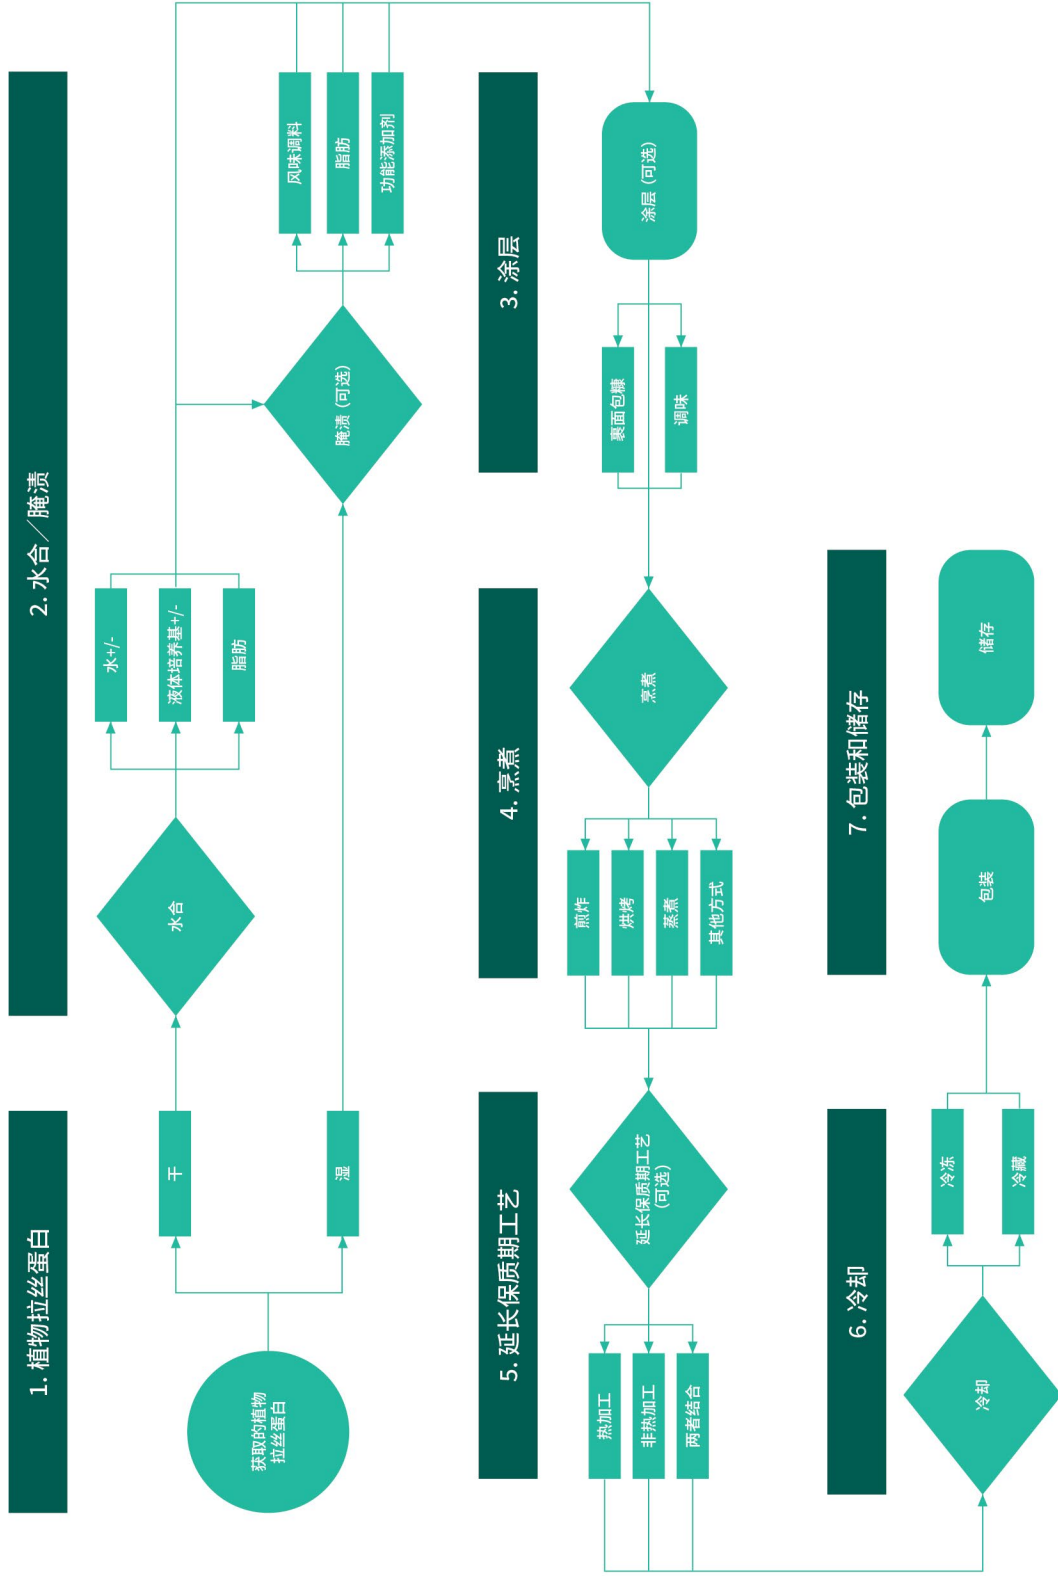 1. 植物拉丝蛋白
获取的植物
拉丝蛋白
干
湿
2. 水合／腌渍
水合
水+/-
液体培养基+/-
脂肪
腌渍 (可选)
风味调料
脂肪
功能添加剂
3. 涂层
涂层 (可选)
裹面包糠
调味
4. 烹煮
烹煮
煎炸
烘烤
蒸煮
其他方式
5. 延长保质期工艺
延长保质期工艺
(可选)
热加工
非热加工
两者结合
6. 冷却
冷却
冷冻
冷藏
7. 包装和储存
包装
储存